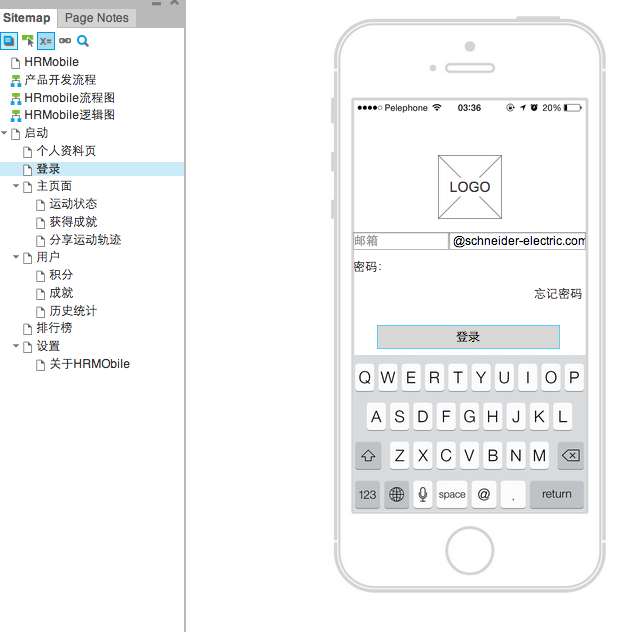 Sitemap Page Notes
X=
HRMobile
产品开发流程
HRmobile流程图
HRMobile逻辑图
启动
个人资料页
登录
主页面
运动状态
获得成就
分享运动轨迹
用户
积分
成就
历史统计
排行榜
设置
关于HRMObile
Pelephone 03:36 20%
LOGO
邮箱 @schneider-electric.com
密码：
忘记密码
登录
Q W E R T Y U I O P
A S D F G H J K L
Z X C V B N M
123 space @ . return